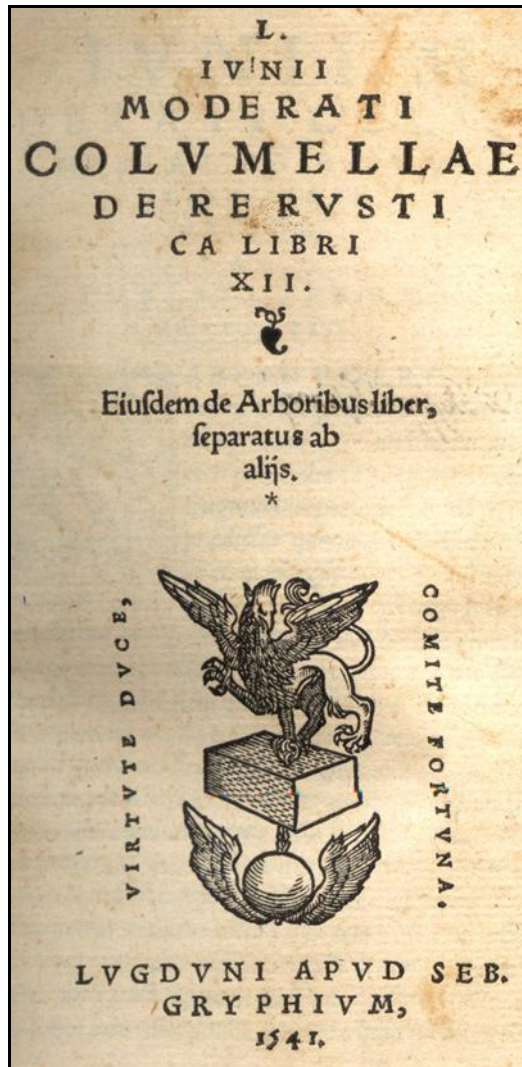 L.
IVNII
MODERATI
COLVMELLAE
DE RE RVSTI
CA LIBRI
XII.
Eiuſdem de Arboribus liber,
ſeparatus ab
alijs.
*
VIRTVTE DVCE,
COMITE FORTVNA.
LVGDVNI APVD SEB.
GRYPHIVM,
1541.